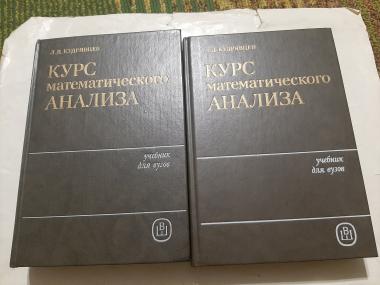 Л. Д. КУДРЯВЦЕВ
КУРС
математического
АНАЛИЗА
учебник
для вузов
Л. Д. КУДРЯВЦЕВ
КУРС
математического
АНАЛИЗА
учебник
для вузов